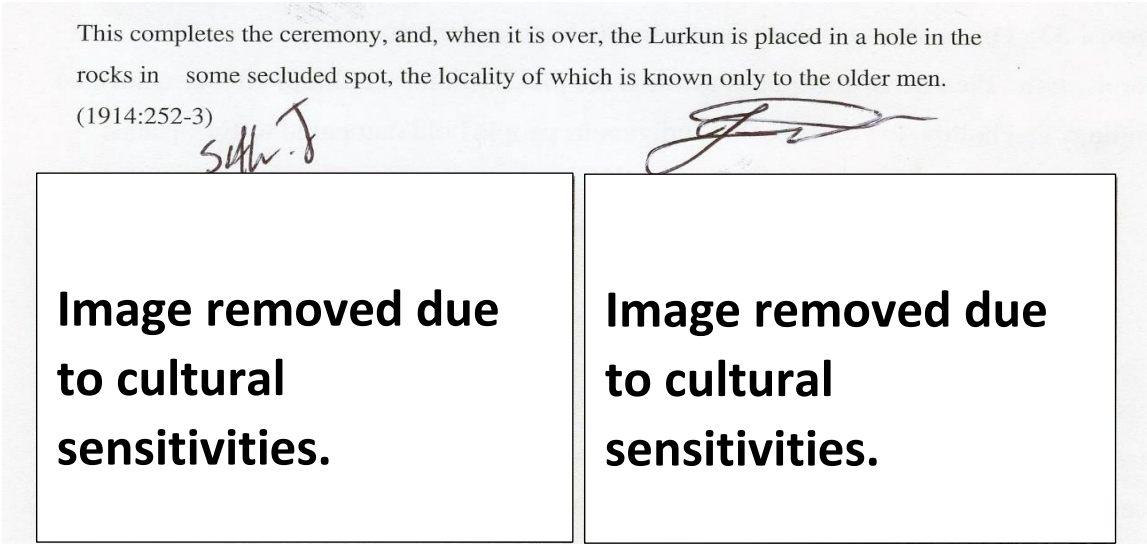 This completes the ceremony, and, when it is over, the Lurkun is placed in a hole in the
rocks in some secluded spot, the locality of which is known only to the older men.
(1914:252-3)
Image removed due
to cultural
sensitivities.
Image removed due
to cultural
sensitivities.